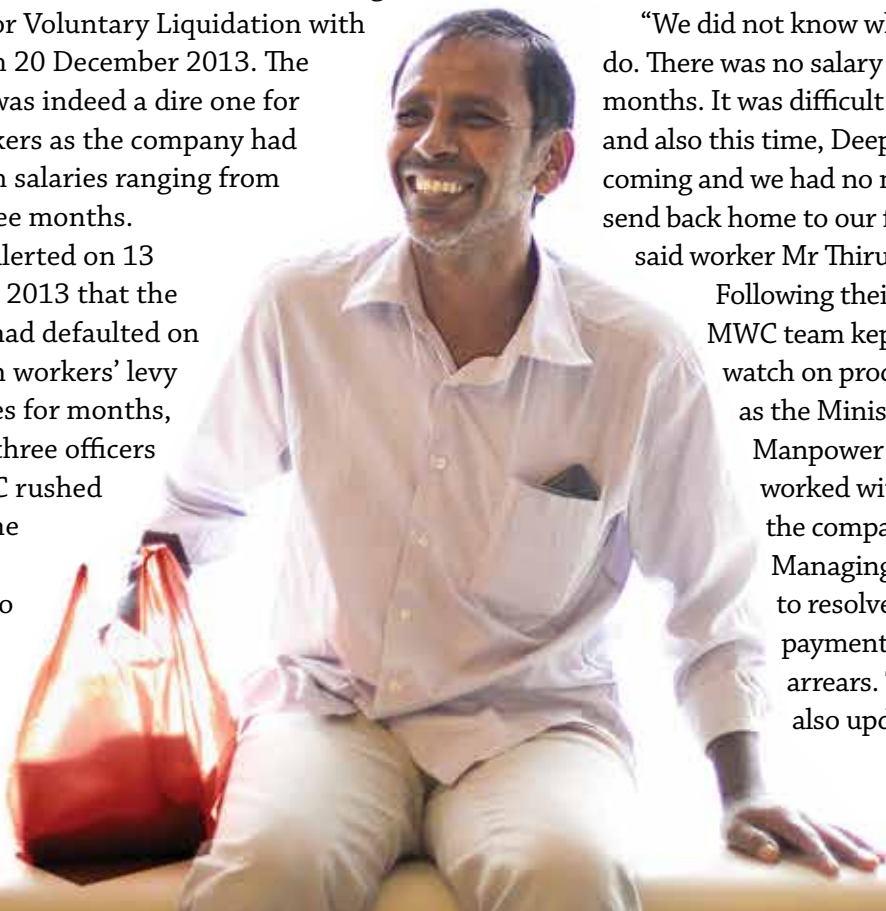 or Voluntary Liquidation with
n 20 December 2013. The
was indeed a dire one for
kers as the company had
n salaries ranging from
ee months.
lerted on 13
2013 that the
had defaulted on
n workers’ levy
es for months,
three officers
C rushed
ne
o
“We did not know wh
do. There was no salary
months. It was difficult
and also this time, Deep
coming and we had no m
send back home to our f
said worker Mr Thiru
Following thei
MWC team kep
watch on proc
as the Minis
Manpower
worked wi
the compa
Managing
to resolve
payment
arrears. T
also upd